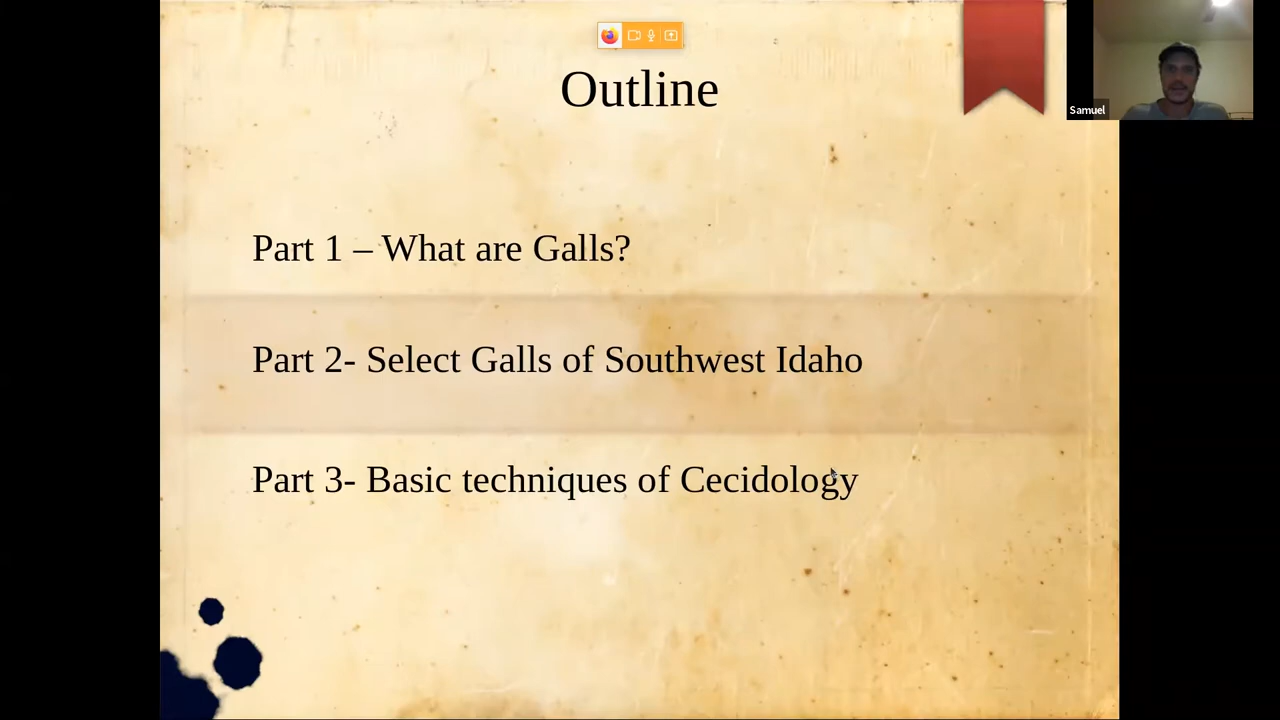 Outline
Samuel
Part 1 – What are Galls?
Part 2- Select Galls of Southwest Idaho
Part 3- Basic techniques of Cecidology